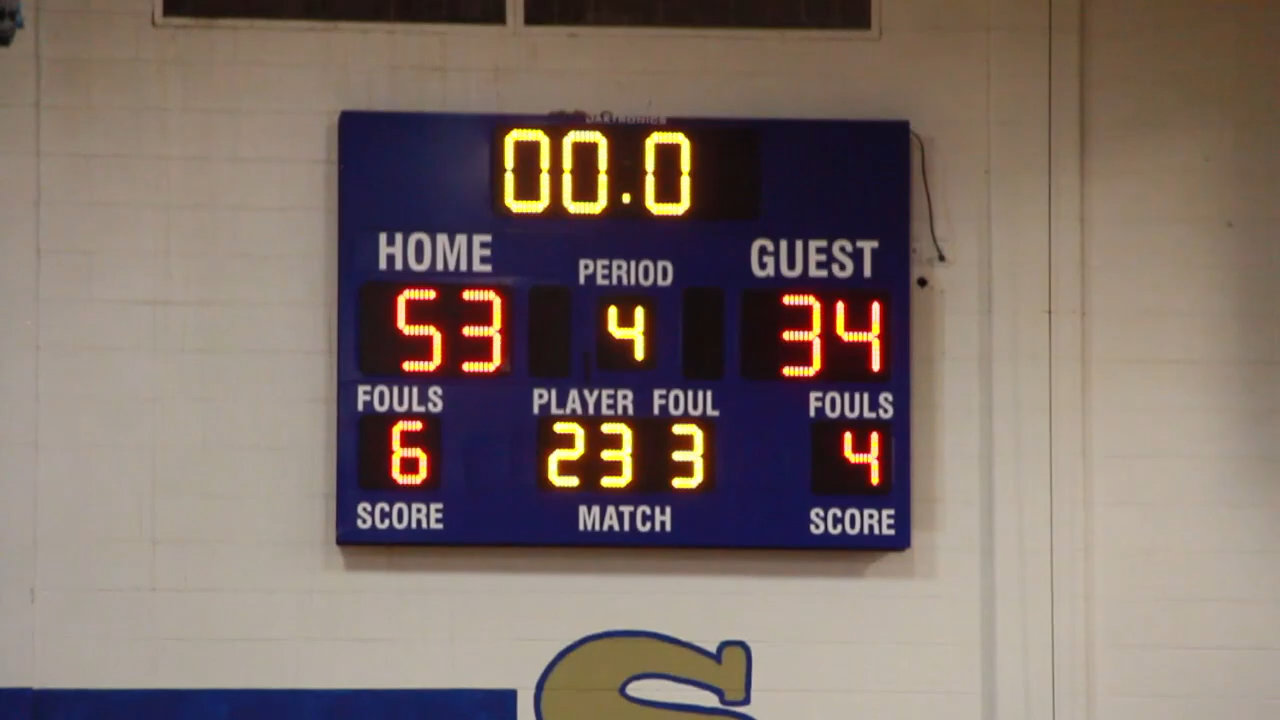 DAKTRONICS
00.0
HOME PERIOD GUEST
53 4 34
FOULS PLAYER FOUL FOULS
6 23 3 4
SCORE MATCH SCORE
S